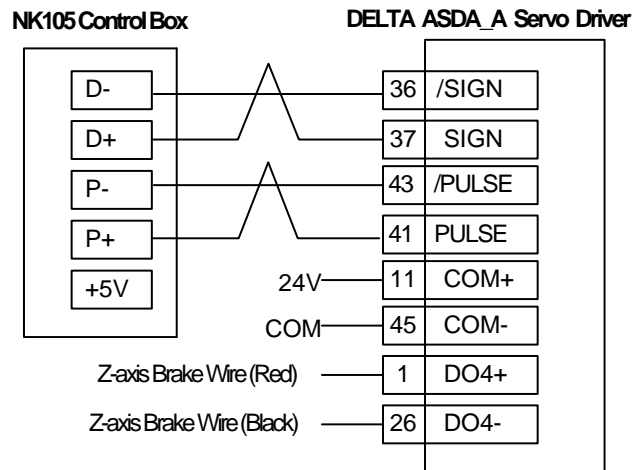 NK105 Control Box DELTA ASDA_A Servo Driver
D- 36 /SIGN
D+ 37 SIGN
P- 43 /PULSE
P+ 41 PULSE
+5V 24V 11 COM+
COM 45 COM-
Z-axis Brake Wire (Red) 1 DO4+
Z-axis Brake Wire (Black) 26 DO4-